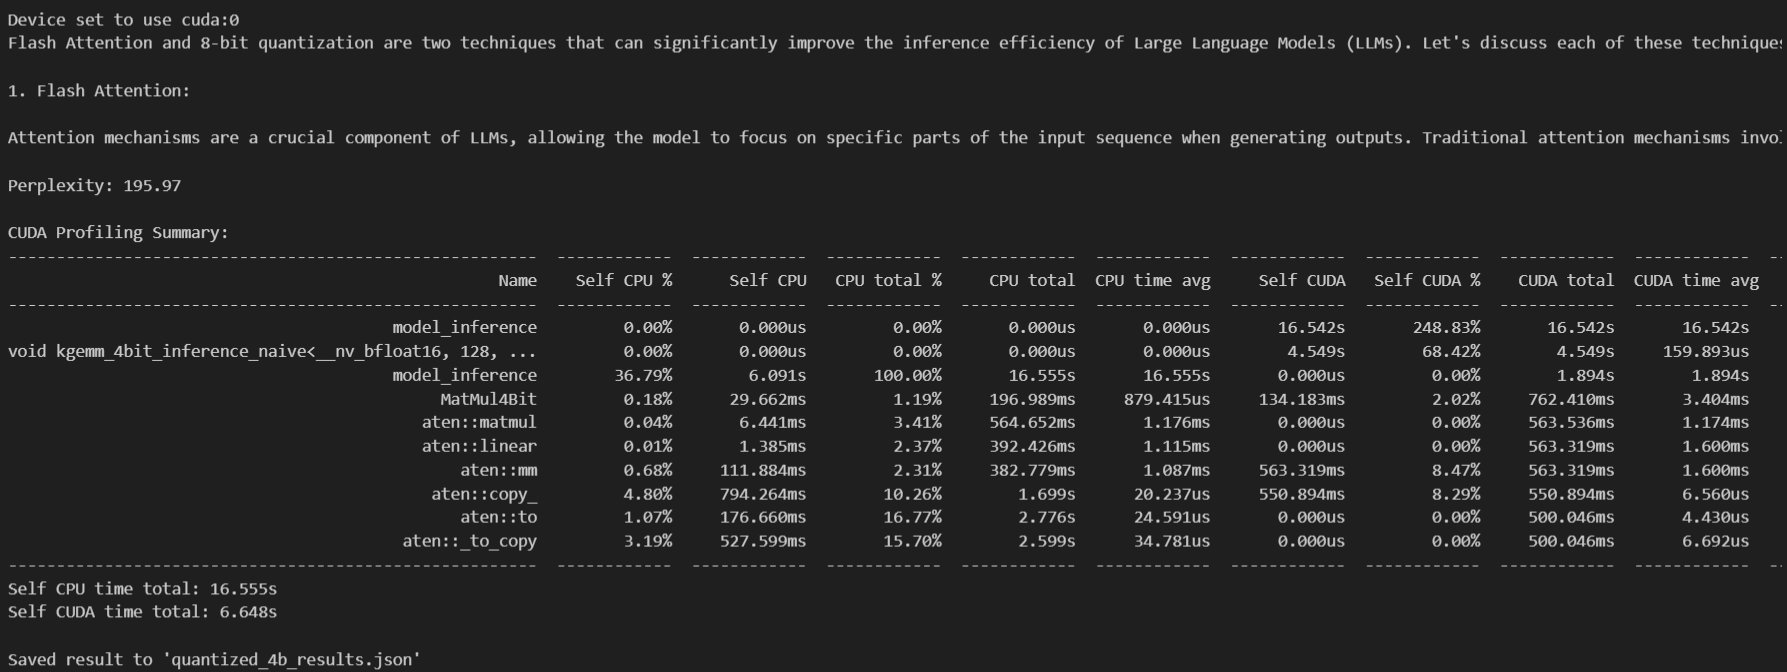 Device set to use cuda:0
Flash Attention and 8-bit quantization are two techniques that can significantly improve the inference efficiency of Large Language Models (LLMs). Let's discuss each of these techniques
1. Flash Attention:
Attention mechanisms are a crucial component of LLMs, allowing the model to focus on specific parts of the input sequence when generating outputs. Traditional attention mechanisms invol
Perplexity: 195.97
CUDA Profiling Summary:
-------------------------------------------------------  ------------  ------------  ------------  ------------  ------------  ------------  ------------  ------------  ------------  --
Name  Self CPU %  Self CPU  CPU total %  CPU total  CPU time avg  Self CUDA  Self CUDA %  CUDA total  CUDA time avg
-------------------------------------------------------  ------------  ------------  ------------  ------------  ------------  ------------  ------------  ------------  ------------  --
model_inference  0.00%  0.000us  0.00%  0.000us  0.000us  16.542s  248.83%  16.542s  16.542s
void kgemm_4bit_inference_naive<__nv_bfloat16, 128, ...  0.00%  0.000us  0.00%  0.000us  0.000us  4.549s  68.42%  4.549s  159.893us
model_inference  36.79%  6.091s  100.00%  16.555s  16.555s  0.000us  0.00%  1.894s  1.894s
MatMul4Bit  0.18%  29.662ms  1.19%  196.989ms  879.415us  134.183ms  2.02%  762.410ms  3.404ms
aten::matmul  0.04%  6.441ms  3.41%  564.652ms  1.176ms  0.000us  0.00%  563.536ms  1.174ms
aten::linear  0.01%  1.385ms  2.37%  392.426ms  1.115ms  0.000us  0.00%  563.319ms  1.600ms
aten::mm  0.68%  111.884ms  2.31%  382.779ms  1.087ms  563.319ms  8.47%  563.319ms  1.600ms
aten::copy_  4.80%  794.264ms  10.26%  1.699s  20.237us  550.894ms  8.29%  550.894ms  6.560us
aten::to  1.07%  176.660ms  16.77%  2.776s  24.591us  0.000us  0.00%  500.046ms  4.430us
aten::_to_copy  3.19%  527.599ms  15.70%  2.599s  34.781us  0.000us  0.00%  500.046ms  6.692us
-------------------------------------------------------  ------------  ------------  ------------  ------------  ------------  ------------  ------------  ------------  ------------  --
Self CPU time total: 16.555s
Self CUDA time total: 6.648s
Saved result to 'quantized_4b_results.json'